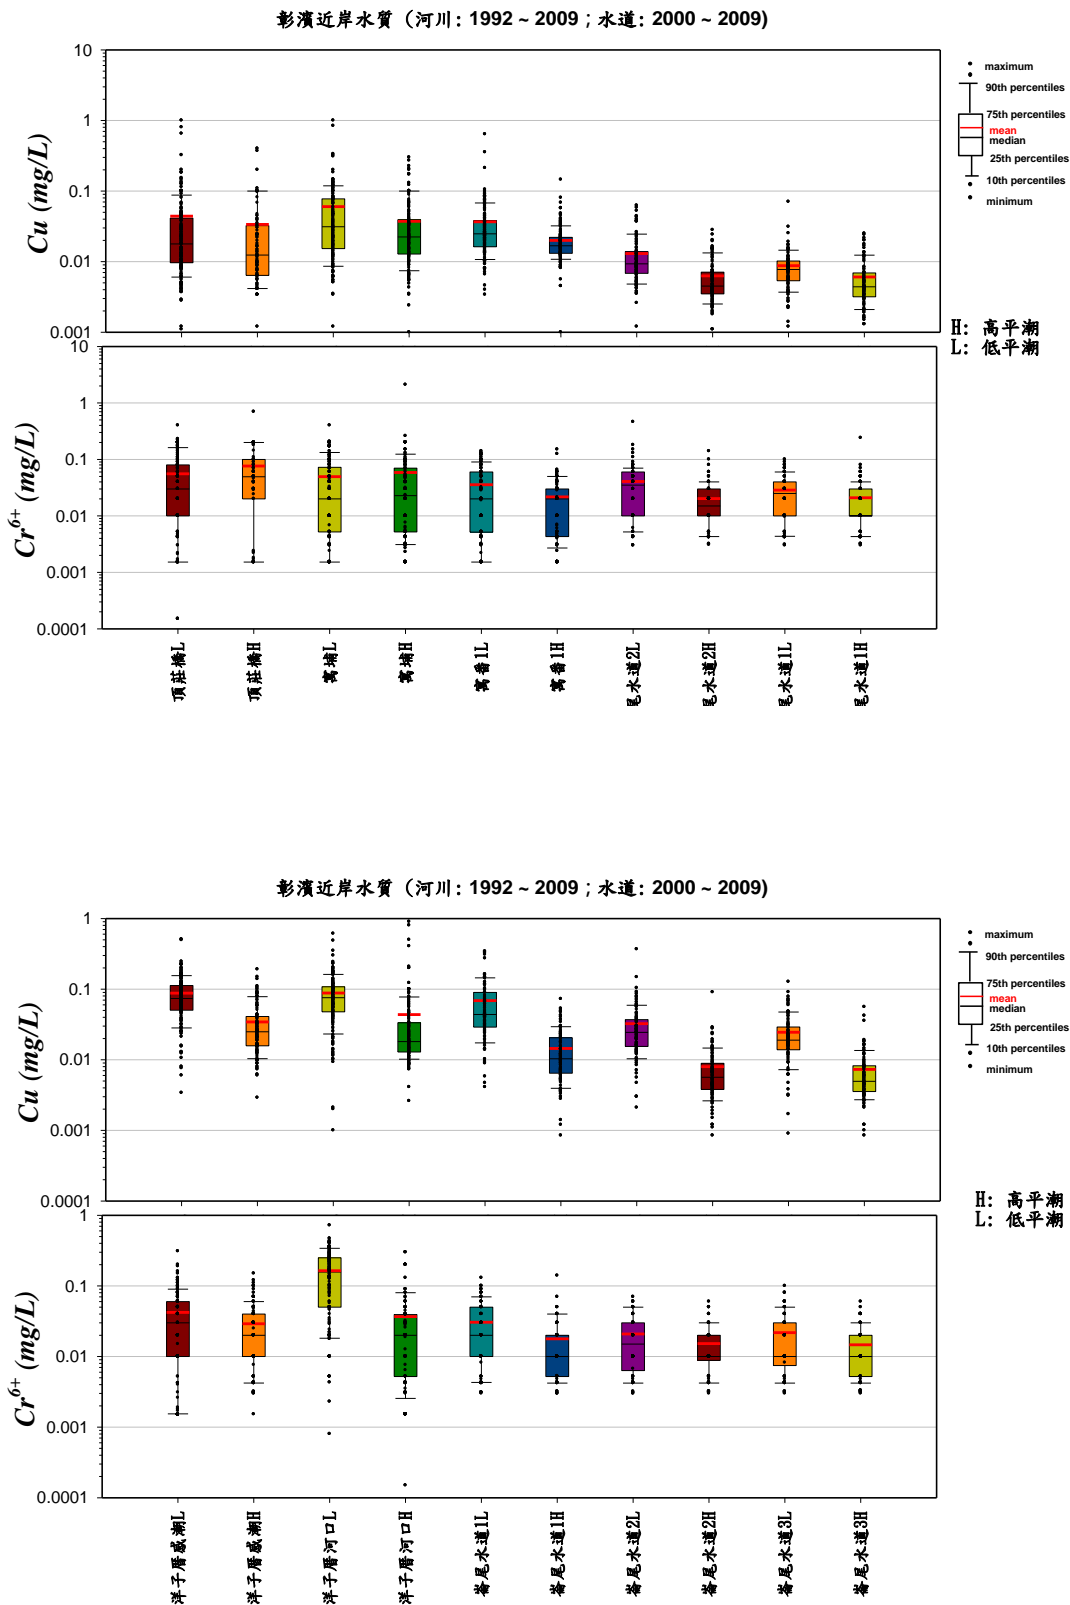 彰濱近岸水質（河川: 1992 ~ 2009 ; 水道: 2000 ~ 2009)
10
1
0.1
0.01
0.001
Cu (mg/L)
maximum
90th percentiles
75th percentiles
mean
median
25th percentiles
10th percentiles
minimum
H: 高平潮
L: 低平潮
10
1
0.1
0.01
0.001
0.0001
Cr6+ (mg/L)
頂莊橋L
頂莊橋H
寓埔L
寓埔H
寓番1L
寓番1H
尾水道2L
尾水道2H
尾水道1L
尾水道1H
彰濱近岸水質（河川: 1992 ~ 2009 ; 水道: 2000 ~ 2009)
1
0.1
0.01
0.001
0.0001
Cu (mg/L)
maximum
90th percentiles
75th percentiles
mean
median
25th percentiles
10th percentiles
minimum
H: 高平潮
L: 低平潮
1
0.1
0.01
0.001
0.0001
Cr6+ (mg/L)
洋子厝感潮L
洋子厝感潮H
洋子厝河口L
洋子厝河口H
崙尾水道1L
崙尾水道1H
崙尾水道2L
崙尾水道2H
崙尾水道3L
崙尾水道3H